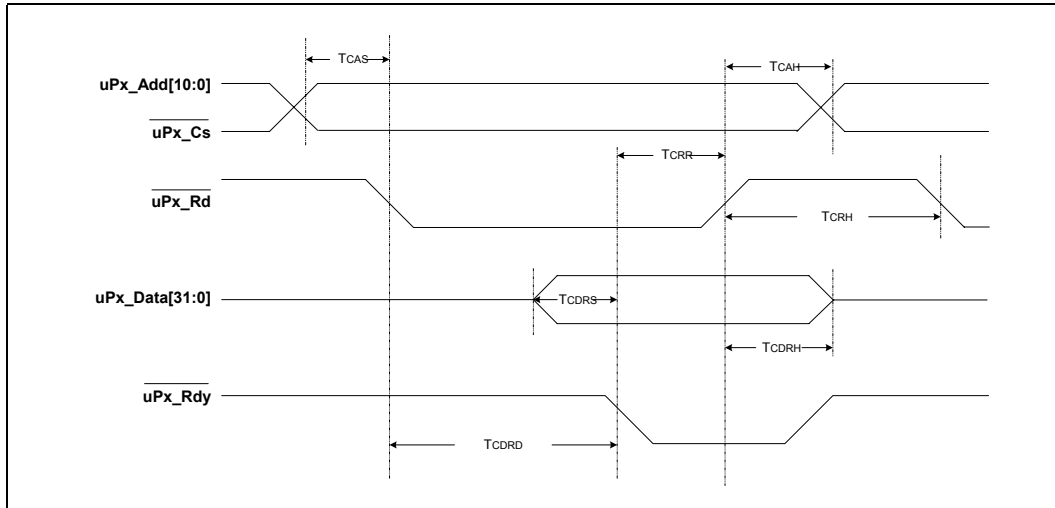 TCAS
uPx_Add[10:0]
TCAH
uPx_Cs
TCRR
uPx_Rd
TCRH
uPx_Data[31:0]
TCDRS
TCDRH
uPx_Rdy
TCDRD